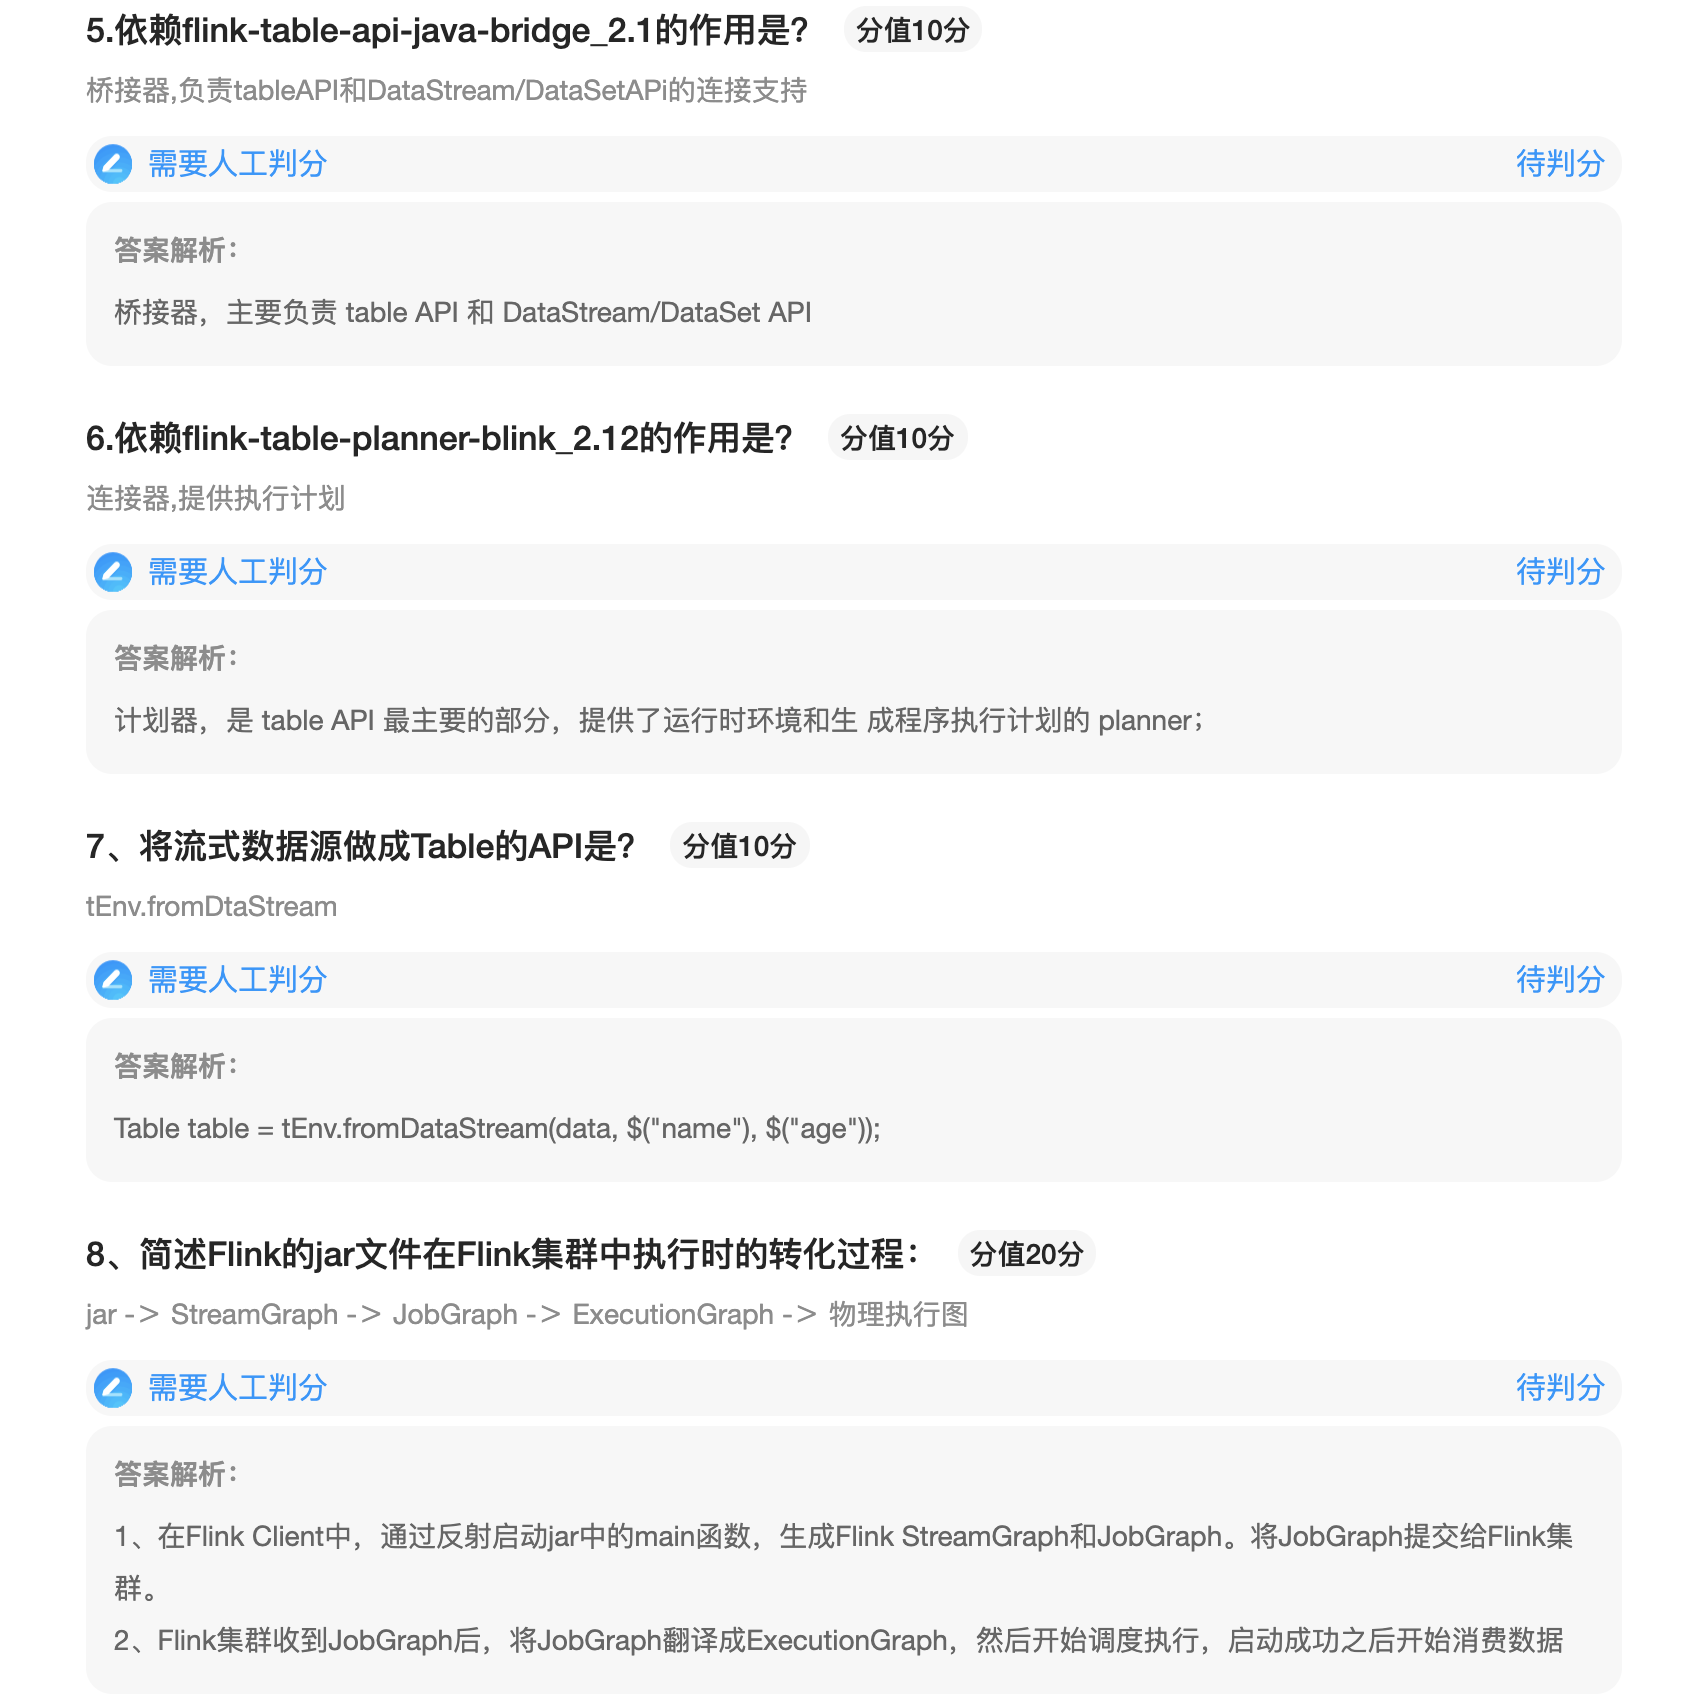 5.依赖flink-table-api-java-bridge_2.1的作用是？ 分值10分
桥接器,负责tableAPI和DataStream/DataSetAPi的连接支持
需要人工判分 待判分
答案解析：
桥接器，主要负责 table API 和 DataStream/DataSet API
6.依赖flink-table-planner-blink_2.12的作用是？ 分值10分
连接器,提供执行计划
需要人工判分 待判分
答案解析：
计划器，是 table API 最主要的部分，提供了运行时环境和生 成程序执行计划的 planner；
7、将流式数据源做成Table的API是？ 分值10分
tEnv.fromDtaStream
需要人工判分 待判分
答案解析：
Table table = tEnv.fromDataStream(data, $("name"), $("age"));
8、简述Flink的jar文件在Flink集群中执行时的转化过程： 分值20分
jar -> StreamGraph -> JobGraph -> ExecutionGraph -> 物理执行图
需要人工判分 待判分
答案解析：
1、在Flink Client中，通过反射启动jar中的main函数，生成Flink StreamGraph和JobGraph。将JobGraph提交给Flink集
群。
2、Flink集群收到JobGraph后，将JobGraph翻译成ExecutionGraph，然后开始调度执行，启动成功之后开始消费数据